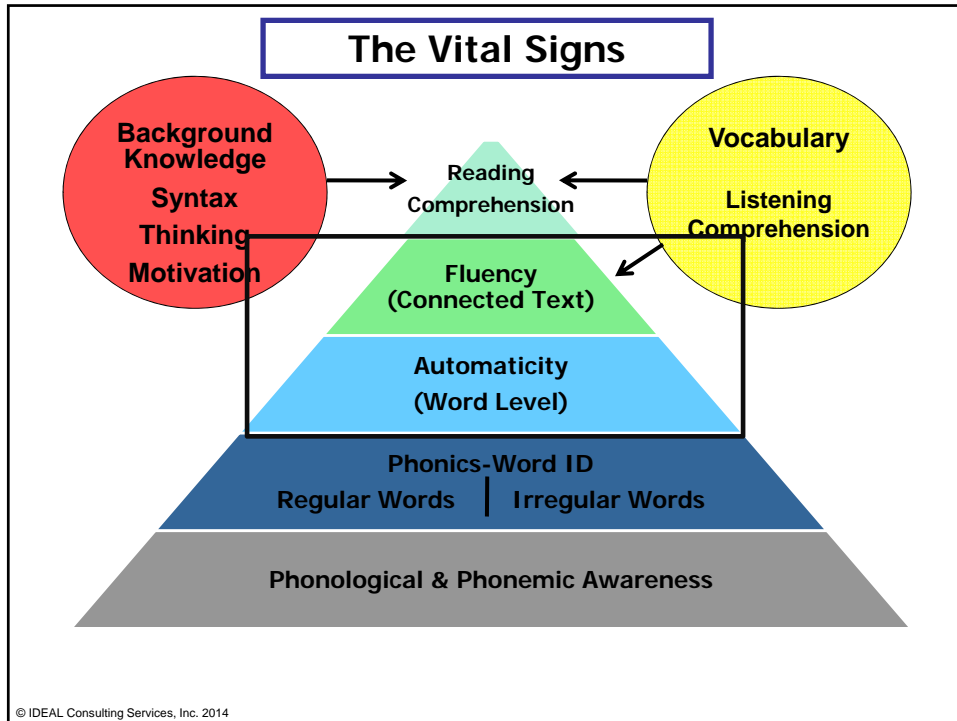 The Vital Signs
Background
Knowledge
Syntax
Thinking
Motivation
Vocabulary
Listening
Comprehension
Reading
Comprehension
Fluency
(Connected Text)
Automaticity
(Word Level)
Phonics-Word ID
Regular Words | Irregular Words
Phonological & Phonemic Awareness
© IDEAL Consulting Services, Inc. 2014